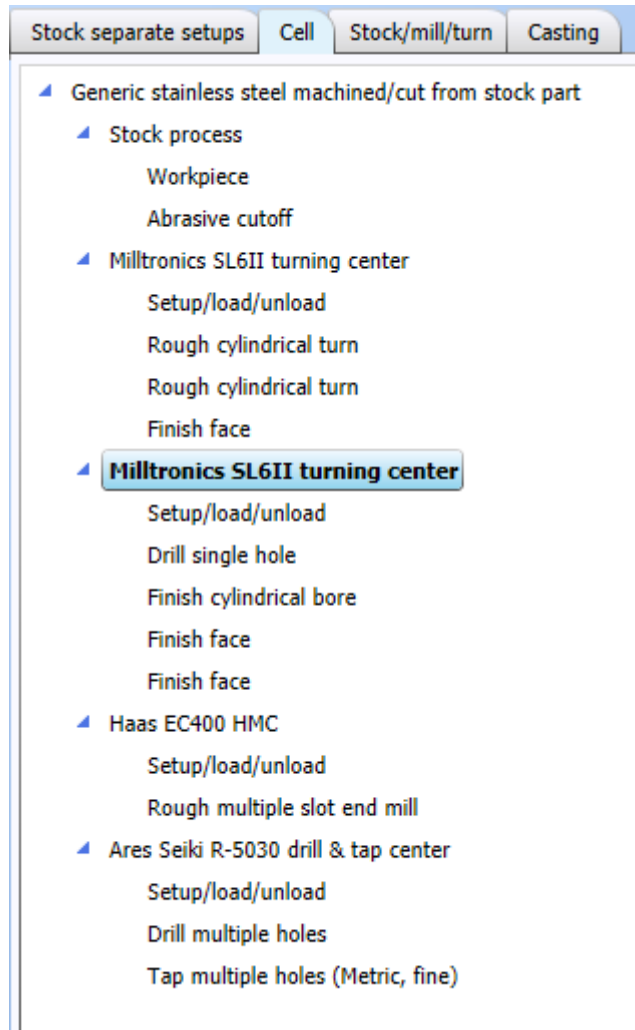 Stock separate setups Cell Stock/mill/turn Casting
Generic stainless steel machined/cut from stock part
Stock process
Workpiece
Abrasive cutoff
Milltronics SL6II turning center
Setup/load/unload
Rough cylindrical turn
Rough cylindrical turn
Finish face
Milltronics SL6II turning center
Setup/load/unload
Drill single hole
Finish cylindrical bore
Finish face
Finish face
Haas EC400 HMC
Setup/load/unload
Rough multiple slot end mill
Ares Seiki R-5030 drill & tap center
Setup/load/unload
Drill multiple holes
Tap multiple holes (Metric, fine)